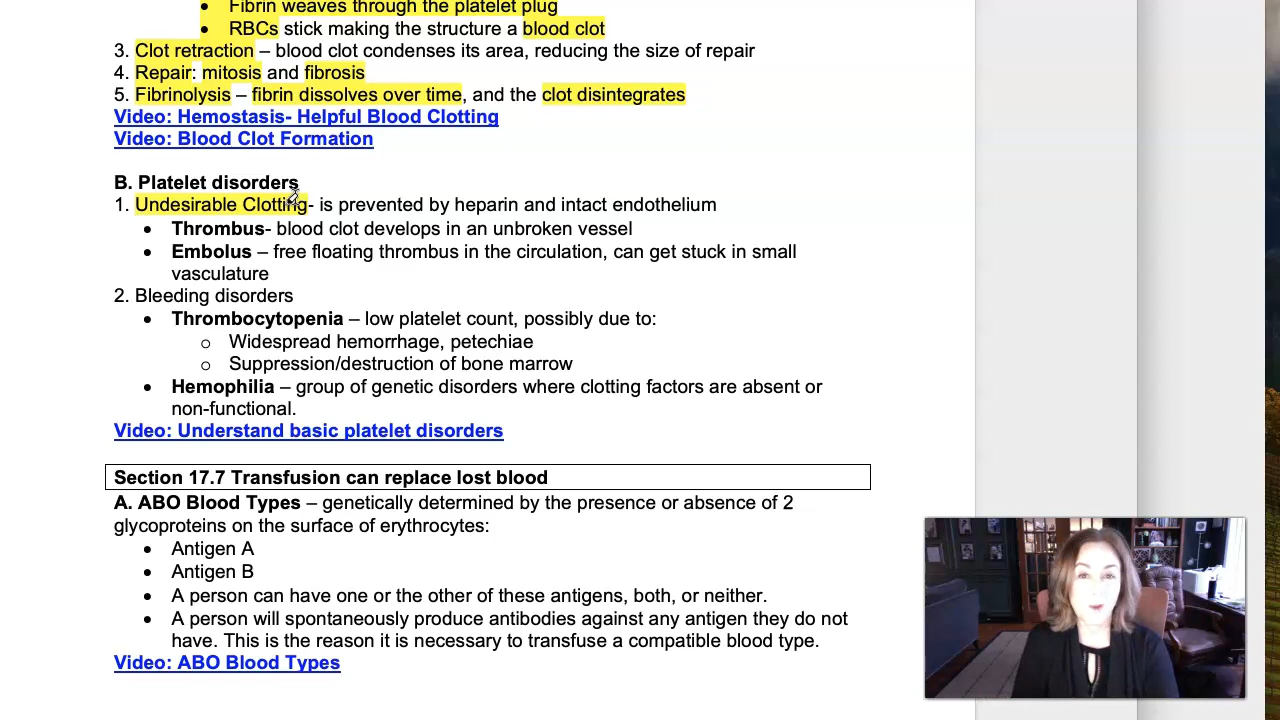 Fibrin weaves through the platelet plug
RBCs stick making the structure a blood clot
3. Clot retraction – blood clot condenses its area, reducing the size of repair
4. Repair: mitosis and fibrosis
5. Fibrinolysis – fibrin dissolves over time, and the clot disintegrates
Video: Hemostasis- Helpful Blood Clotting
Video: Blood Clot Formation
B. Platelet disorders
1. Undesirable Clotting- is prevented by heparin and intact endothelium
• Thrombus- blood clot develops in an unbroken vessel
• Embolus – free floating thrombus in the circulation, can get stuck in small
vasculature
2. Bleeding disorders
• Thrombocytopenia – low platelet count, possibly due to:
o Widespread hemorrhage, petechiae
o Suppression/destruction of bone marrow
• Hemophilia – group of genetic disorders where clotting factors are absent or
non-functional.
Video: Understand basic platelet disorders
Section 17.7 Transfusion can replace lost blood
A. ABO Blood Types – genetically determined by the presence or absence of 2
glycoproteins on the surface of erythrocytes:
• Antigen A
• Antigen B
• A person can have one or the other of these antigens, both, or neither.
• A person will spontaneously produce antibodies against any antigen they do not
have. This is the reason it is necessary to transfuse a compatible blood type.
Video: ABO Blood Types